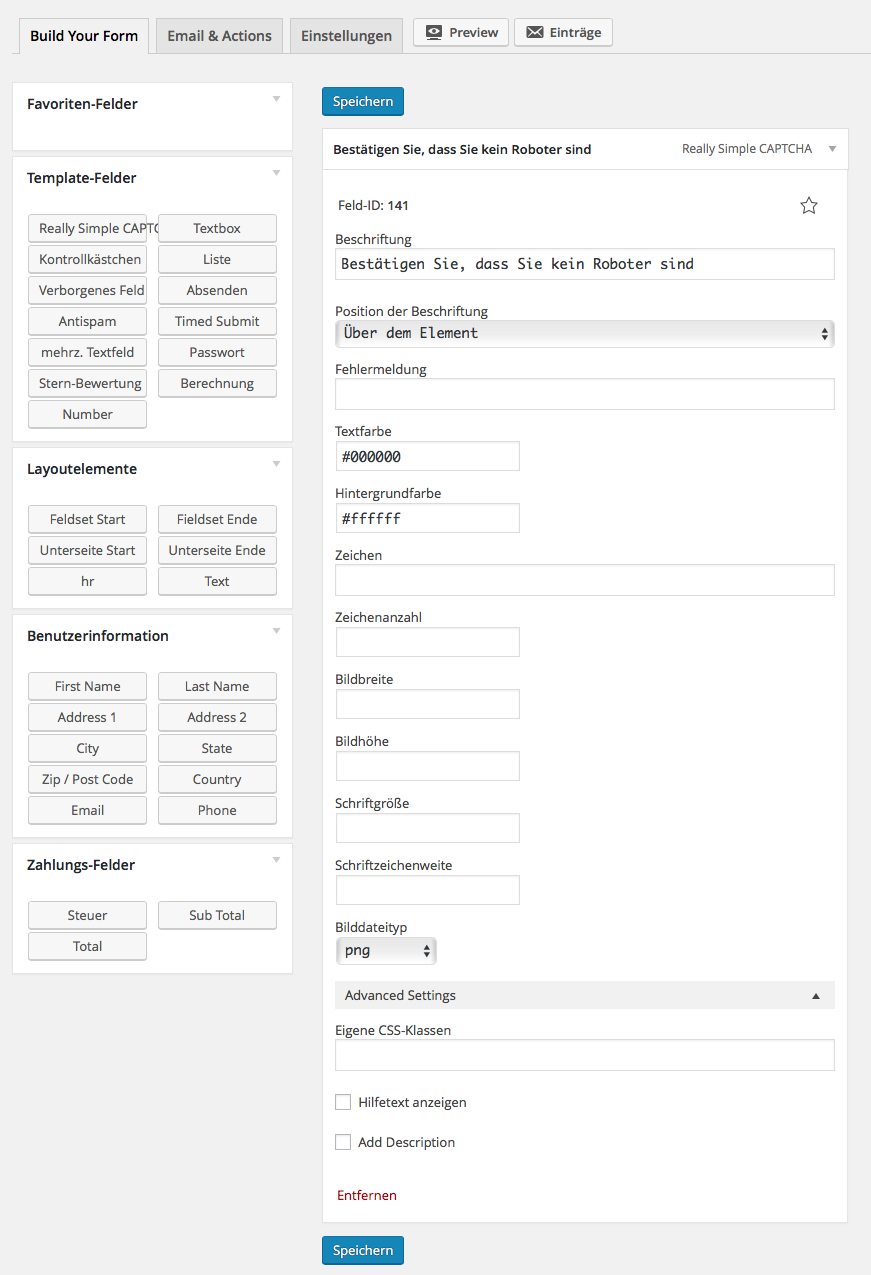 Build Your Form Email & Actions Einstellungen Preview Einträge
Favoriten-Felder
Template-Felder
Really Simple CAPTC Textbox
Kontrollkästchen Liste
Verborgenes Feld Absenden
Antispam Timed Submit
mehrz. Textfeld Passwort
Stern-Bewertung Berechnung
Number
Layoutelemente
Feldset Start Fieldset Ende
Unterseite Start Unterseite Ende
hr Text
Benutzerinformation
First Name Last Name
Address 1 Address 2
City State
Zip / Post Code Country
Email Phone
Zahlungs-Felder
Steuer Sub Total
Total
Speichern
Bestätigen Sie, dass Sie kein Roboter sind Really Simple CAPTCHA
Feld-ID: 141
Beschriftung
Bestätigen Sie, dass Sie kein Roboter sind
Position der Beschriftung
Über dem Element
Fehlermeldung
Textfarbe
#000000
Hintergrundfarbe
#ffffff
Zeichen
Zeichenanzahl
Bildbreite
Bildhöhe
Schriftgröße
Schriftzeichenweite
Bilddateityp
png
Advanced Settings
Eigene CSS-Klassen
Hilfetext anzeigen
Add Description
Entfernen
Speichern